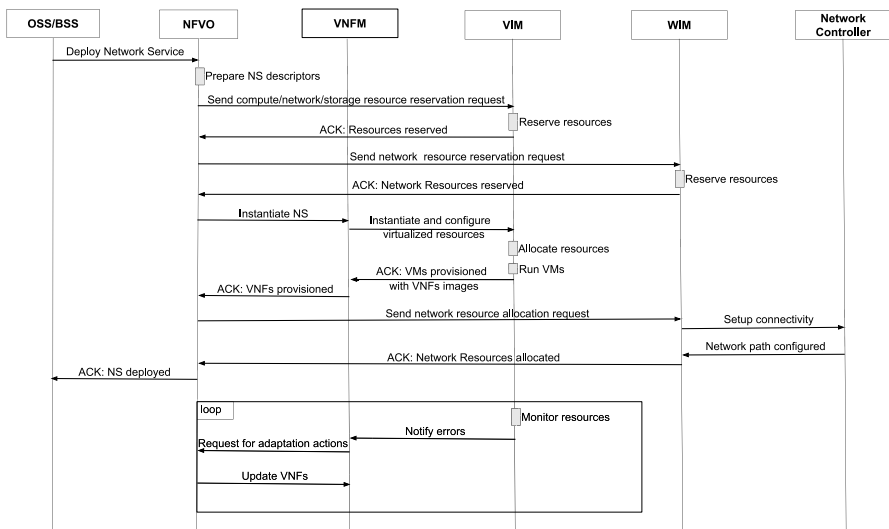 OSS/BSS
NFVO
VNFM
VIM
WIM
Network
Controller
Deploy Network Service
Prepare NS descriptors
Send compute/network/storage resource reservation request
Reserve resources
ACK: Resources reserved
Send network resource reservation request
Reserve resources
ACK: Network Resources reserved
Instantiate NS
Instantiate and configure
virtualized resources
Allocate resources
Run VMs
ACK: VMs provisioned
with VNFs images
ACK: VNFs provisioned
Send network resource allocation request
Setup connectivity
Network path configured
ACK: Network Resources allocated
ACK: NS deployed
loop
Monitor resources
Notify errors
Request for adaptation actions
Update VNFs